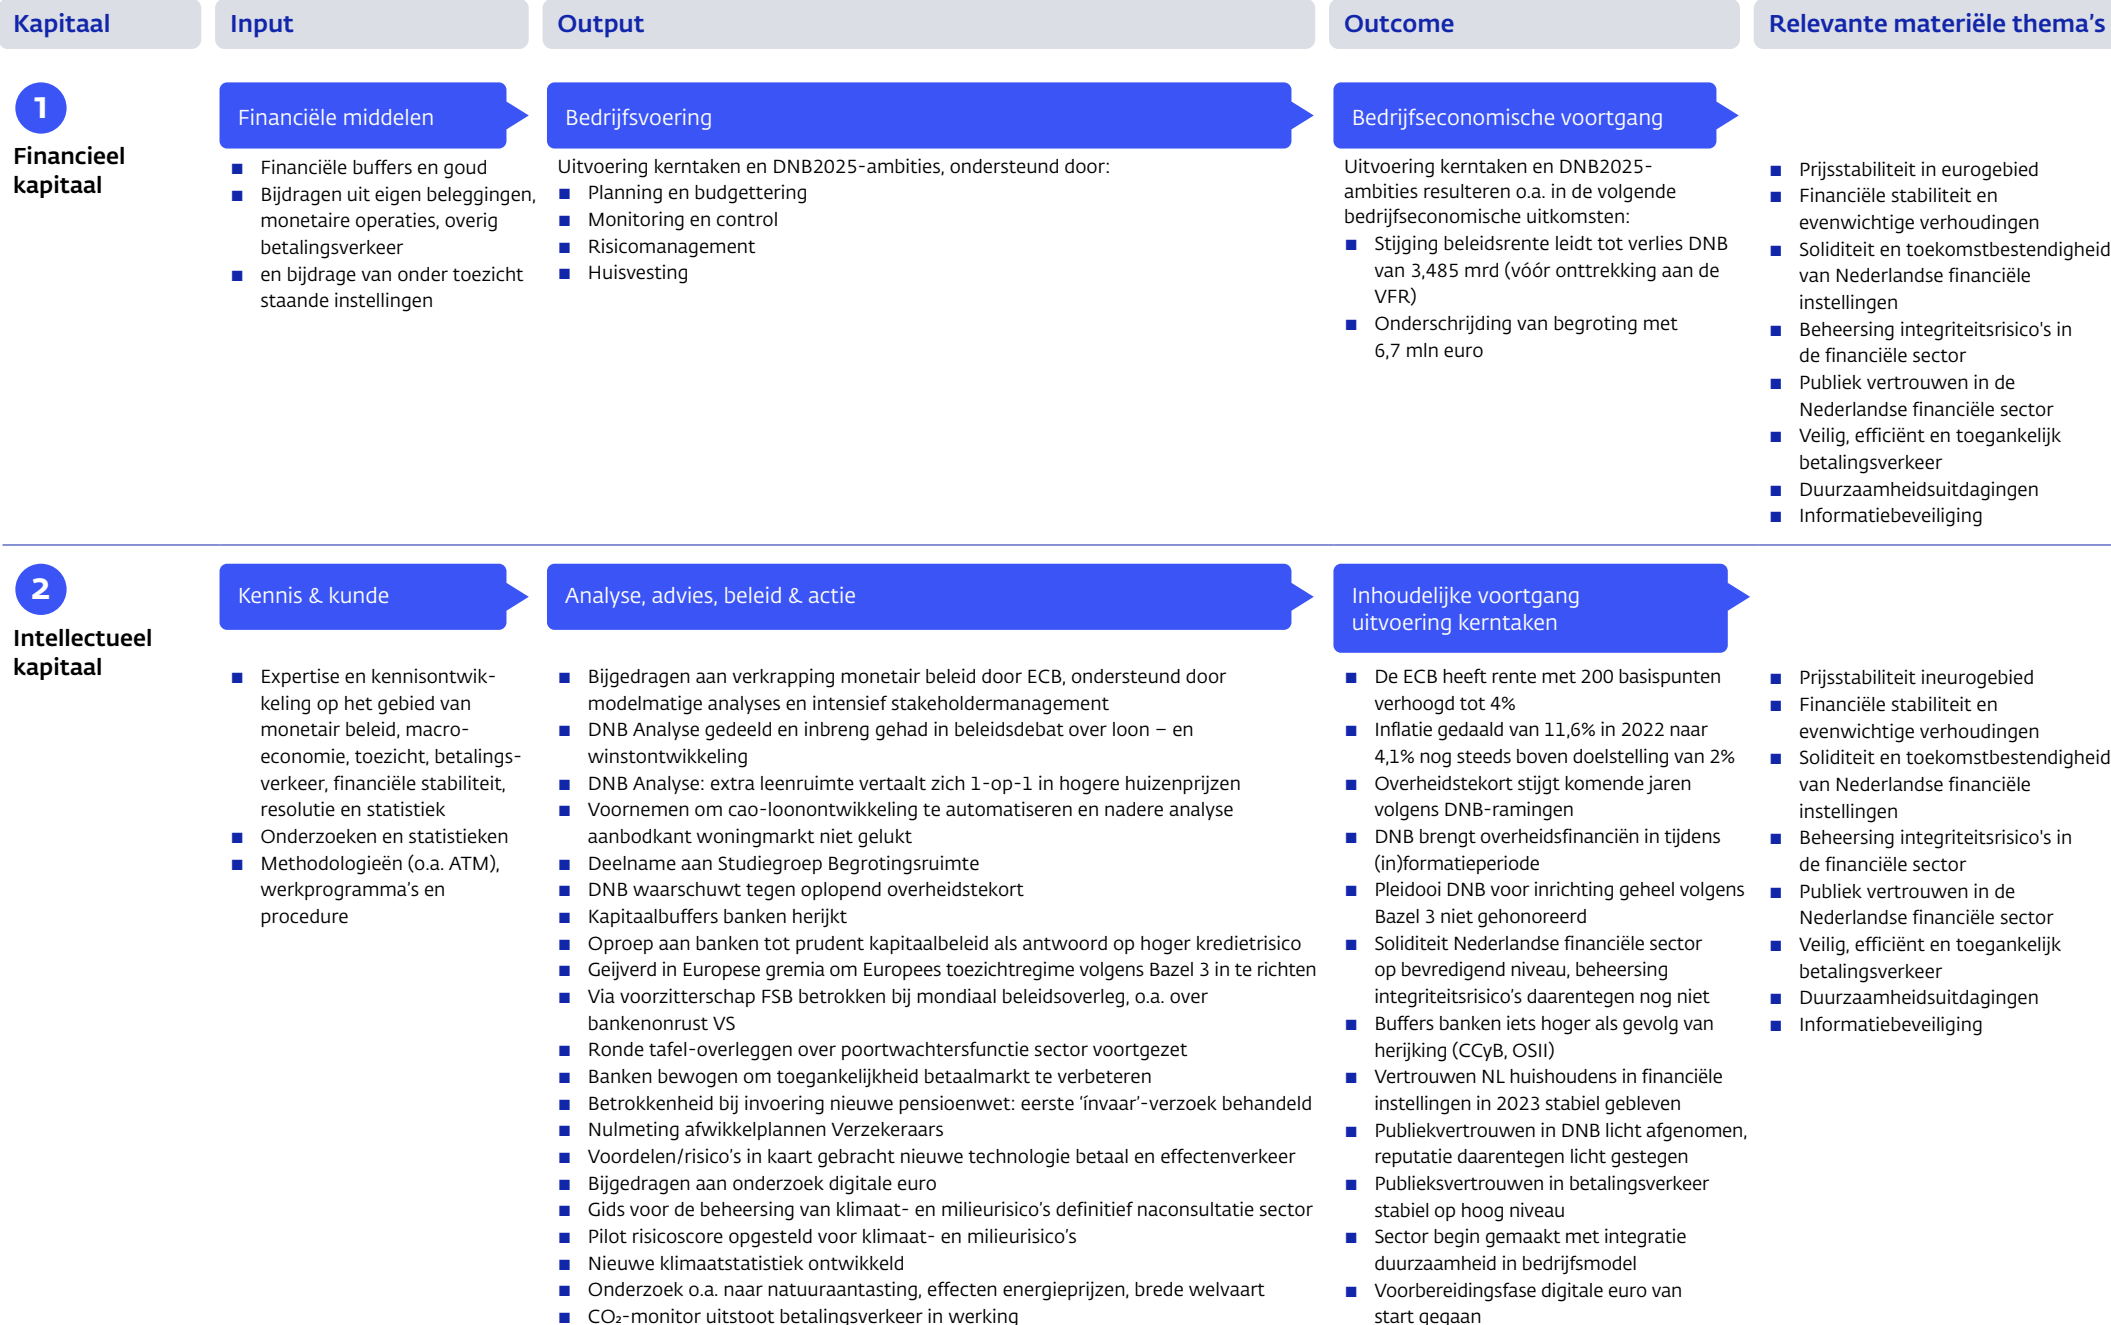 Kapitaal
Input
Output
Outcome
Relevante materiële thema's
1
Financieel
kapitaal
Financiële middelen
■ Financiële buffers en goud
■ Bijdragen uit eigen beleggingen,
monetaire operaties, overig
betalingsverkeer
■ en bijdrage van onder toezicht
staande instellingen
Bedrijfsvoering
Uitvoering kerntaken en DNB2025-ambities, ondersteund door:
■ Planning en budgettering
■ Monitoring en control
■ Risicomanagement
■ Huisvesting
Bedrijfseconomische voortgang
Uitvoering kerntaken en DNB2025-
ambities resulteren o.a. in de volgende
bedrijfseconomische uitkomsten:
■ Stijging beleidsrente leidt tot verlies DNB
van 3,485 mrd (vóór onttrekking aan de
VFR)
■ Onderschrijding van begroting met
6,7 mln euro
■ Prijsstabiliteit in eurogebied
■ Financiële stabiliteit en
evenwichtige verhoudingen
■ Soliditeit en toekomstbestendigheid
van Nederlandse financiële
instellingen
■ Beheersing integriteitsrisico's in
de financiële sector
■ Publiek vertrouwen in de
Nederlandse financiële sector
■ Veilig, efficiënt en toegankelijk
betalingsverkeer
■ Duurzaamheidsuitdagingen
■ Informatiebeveiliging
2
Intellectueel
kapitaal
Kennis & kunde
■ Expertise en kennisontwik-
keling op het gebied van
monetair beleid, macro-
economie, toezicht, betalings-
verkeer, financiële stabiliteit,
resolutie en statistiek
■ Onderzoeken en statistieken
■ Methodologieën (o.a. ATM),
werkprogramma's en
procedure
Analyse, advies, beleid & actie
■ Bijgedragen aan verkrapping monetair beleid door ECB, ondersteund door
modelmatige analyses en intensief stakeholdermanagement
■ DNB Analyse gedeeld en inbreng gehad in beleidsdebat over loon – en
winstontwikkeling
■ DNB Analyse: extra leenruimte vertaalt zich 1-op-1 in hogere huizenprijzen
■ Voornemen om cao-loonontwikkeling te automatiseren en nadere analyse
aanbodkant woningmarkt niet gelukt
■ Deelname aan Studiegroep Begrotingsruimte
■ DNB waarschuwt tegen oplopend overheidstekort
■ Kapitaalbuffers banken herijkt
■ Oproep aan banken tot prudent kapitaalbeleid als antwoord op hoger kredietrisico
■ Geijverd in Europese gremia om Europees toezichtregime volgens Bazel 3 in te richten
■ Via voorzitterschap FSB betrokken bij mondiaal beleidsoverleg, o.a. over
bankenonrust VS
■ Ronde tafel-overleggen over poortwachtersfunctie sector voortgezet
■ Banken bewogen om toegankelijkheid betaalmarkt te verbeteren
■ Betrokkenheid bij invoering nieuwe pensioenwet: eerste 'ínvaar'-verzoek behandeld
■ Nulmeting afwikkelplannen Verzekeraars
■ Voordelen/risico's in kaart gebracht nieuwe technologie betaal en effectenverkeer
■ Bijgedragen aan onderzoek digitale euro
■ Gids voor de beheersing van klimaat- en milieurisico's definitief naconsultatie sector
■ Pilot risicoscore opgesteld voor klimaat- en milieurisico's
■ Nieuwe klimaatstatistiek ontwikkeld
■ Onderzoek o.a. naar natuuraantasting, effecten energieprijzen, brede welvaart
■ CO₂-monitor uitstoot betalingsverkeer in werking
Inhoudelijke voortgang
uitvoering kerntaken
■ De ECB heeft rente met 200 basispunten
verhoogd tot 4%
■ Inflatie gedaald van 11,6% in 2022 naar
4,1% nog steeds boven doelstelling van 2%
■ Overheidstekort stijgt komende jaren
volgens DNB-ramingen
■ DNB brengt overheidsfinanciën in tijdens
(in)formatieperiode
■ Pleidooi DNB voor inrichting geheel volgens
Bazel 3 niet gehonoreerd
■ Soliditeit Nederlandse financiële sector
op bevredigend niveau, beheersing
integriteitsrisico's daarentegen nog niet
■ Buffers banken iets hoger als gevolg van
herijking (CCyB, OSII)
■ Vertrouwen NL huishoudens in financiële
instellingen in 2023 stabiel gebleven
■ Publiekvertrouwen in DNB licht afgenomen,
reputatie daarentegen licht gestegen
■ Publieksvertrouwen in betalingsverkeer
stabiel op hoog niveau
■ Sector begin gemaakt met integratie
duurzaamheid in bedrijfsmodel
■ Voorbereidingsfase digitale euro van
start gegaan
■ Prijsstabiliteit ineurogebied
■ Financiële stabiliteit en
evenwichtige verhoudingen
■ Soliditeit en toekomstbestendigheid
van Nederlandse financiële
instellingen
■ Beheersing integriteitsrisico's in
de financiële sector
■ Publiek vertrouwen in de
Nederlandse financiële sector
■ Veilig, efficiënt en toegankelijk
betalingsverkeer
■ Duurzaamheidsuitdagingen
■ Informatiebeveiliging